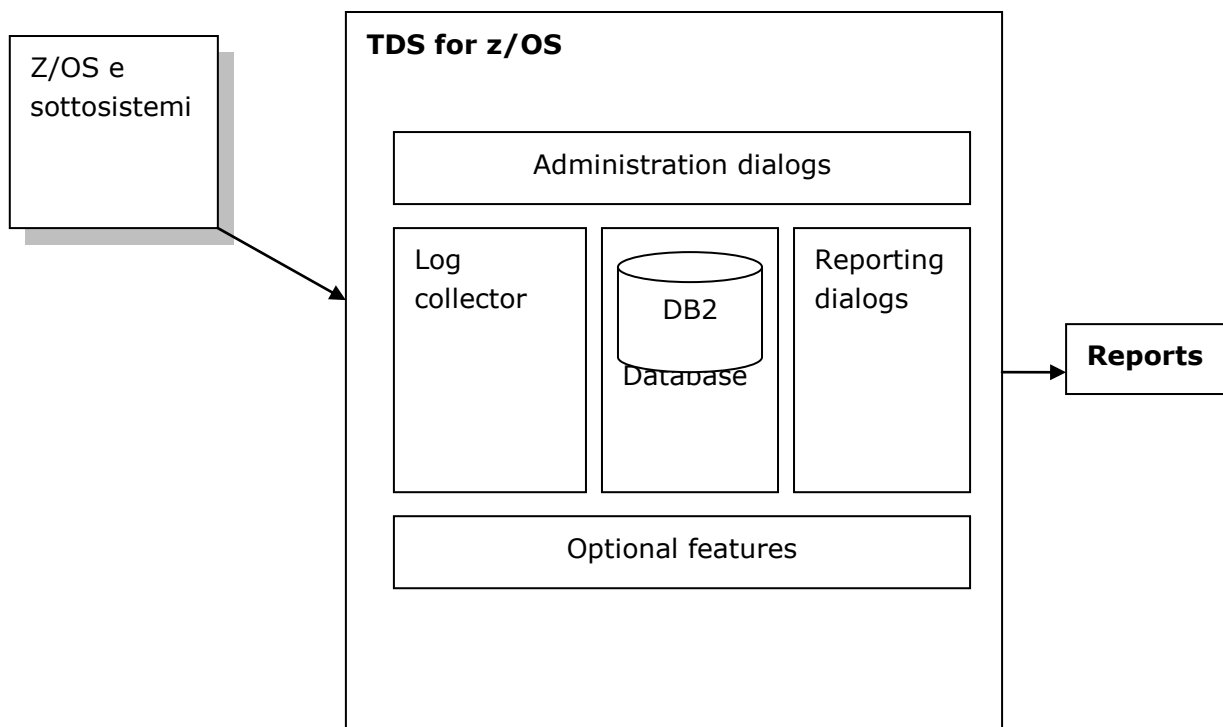 TDS for z/OS
Z/OS e
sottosistemi
Administration dialogs
Log
collector
DB2
Database
Reporting
dialogs
Reports
Optional features